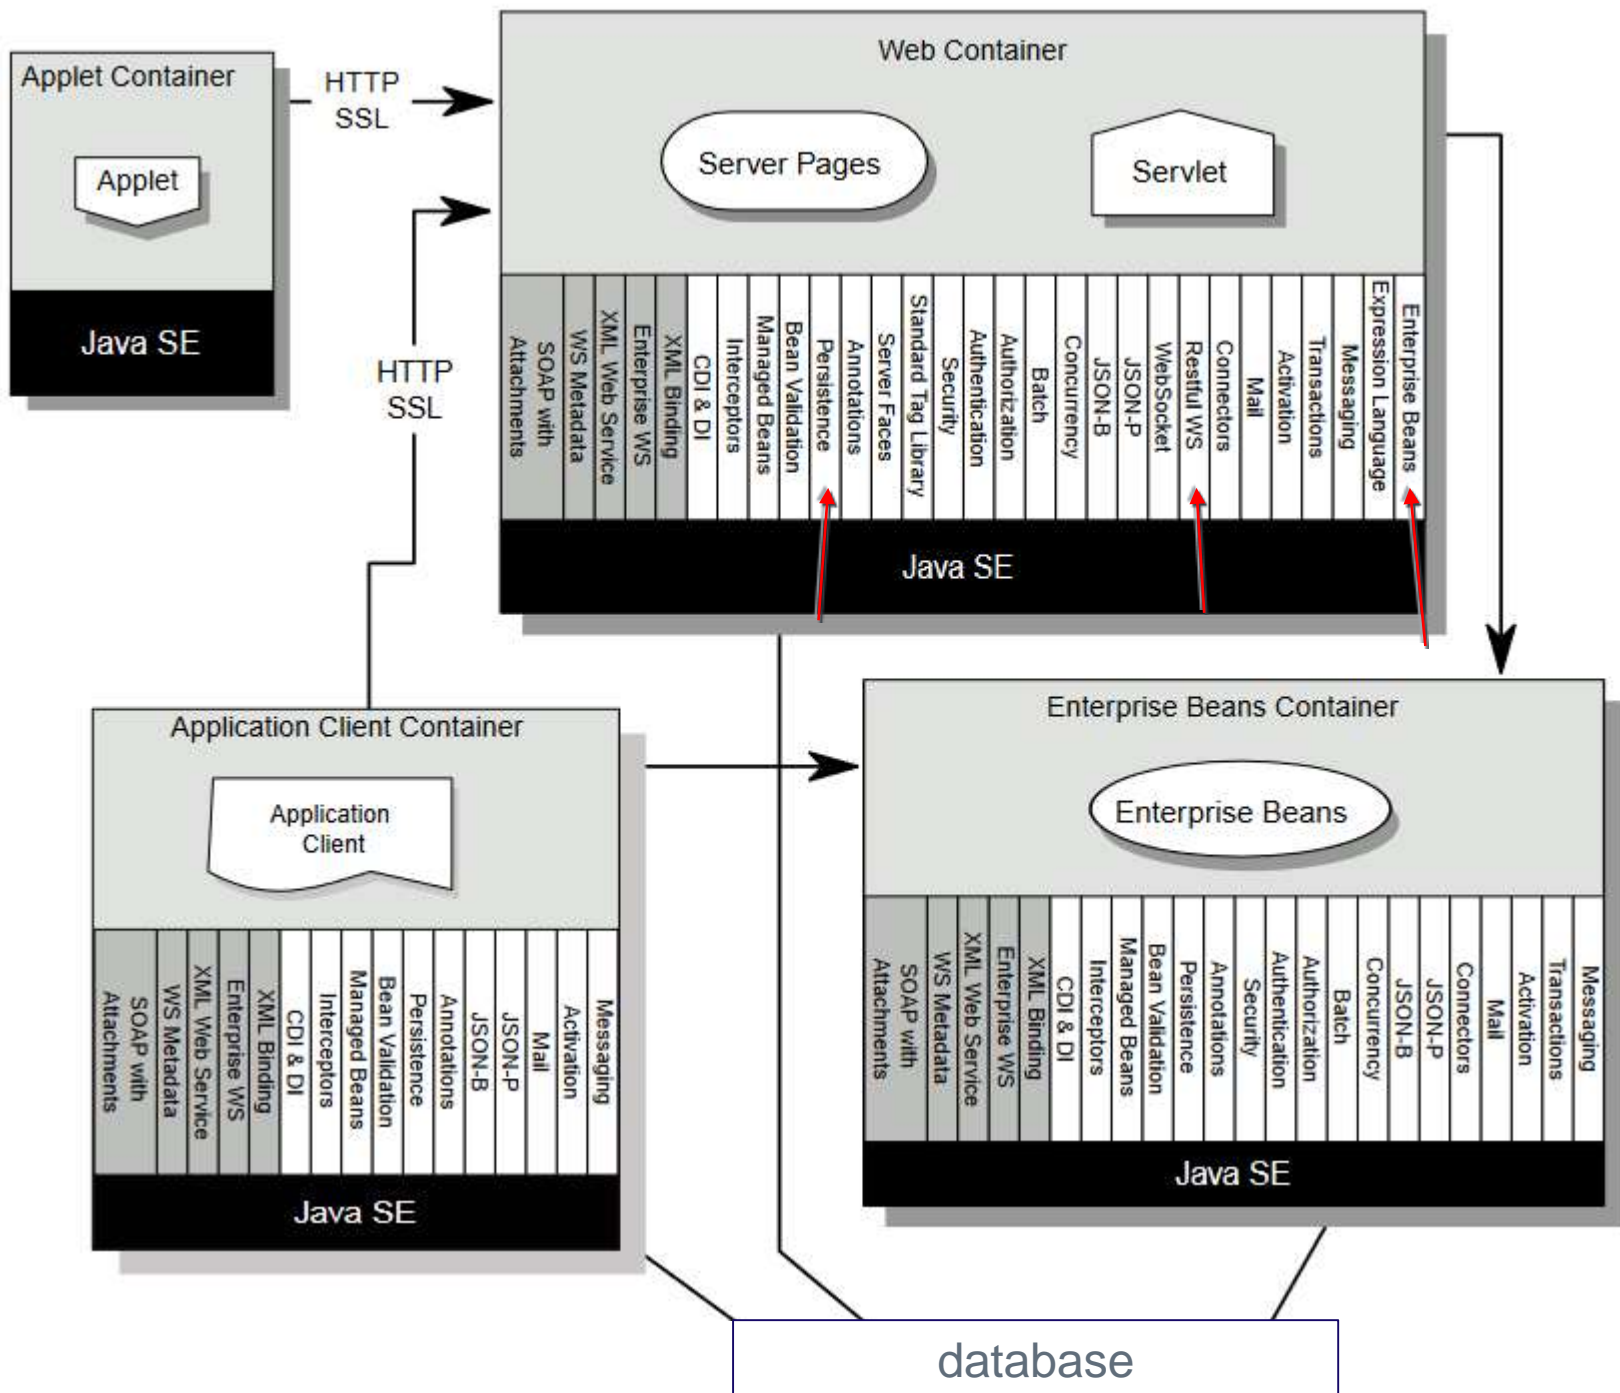 Applet Container
Applet
Java SE
HTTP
SSL
HTTP
SSL
Web Container
Server Pages
Servlet
SOAP with
Attachments
WS Metadata
XML Web Service
Enterprise WS
XML Binding
CDI & DI
Interceptors
Managed Beans
Bean Validation
Persistence
Annotations
Server Faces
Standard Tag Library
Security
Authentication
Authorization
Batch
Concurrency
JSON-B
JSON-P
WebSocket
Restful WS
Connectors
Mail
Activation
Transactions
Messaging
Expression Language
Enterprise Beans
Java SE
Application Client Container
Application
Client
SOAP with
Attachments
WS Metadata
XML Web Service
Enterprise WS
XML Binding
CDI & DI
Interceptors
Managed Beans
Bean Validation
Persistence
Annotations
JSON-B
JSON-P
Mail
Activation
Messaging
Java SE
Enterprise Beans Container
Enterprise Beans
SOAP with
Attachments
WS Metadata
XML Web Service
Enterprise WS
XML Binding
CDI & DI
Interceptors
Managed Beans
Bean Validation
Persistence
Annotations
Security
Authentication
Authorization
Batch
Concurrency
JSON-B
JSON-P
Connectors
Mail
Activation
Transactions
Messaging
Java SE
database